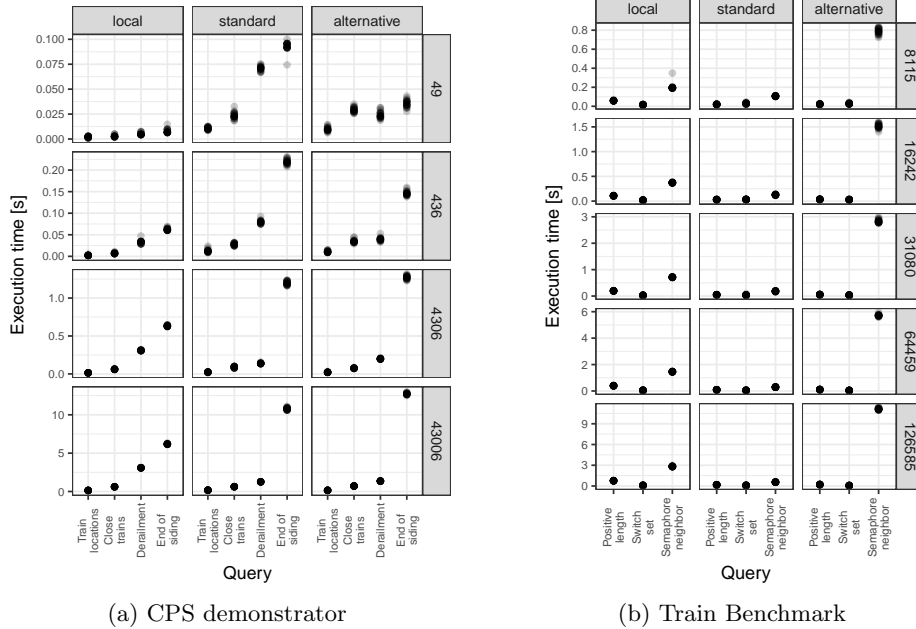 local standard alternative
Execution time [s]
0.100
0.075
0.050
0.025
0.000
49
0.20
0.15
0.10
0.05
0.00
436
1.0
0.5
0.0
4306
10
5
0
43006
Train
locations
Close
trains
Derailment
End of
siding
Train
locations
Close
trains
Derailment
End of
siding
Train
locations
Close
trains
Derailment
End of
siding
Query
(a) CPS demonstrator
local standard alternative
Execution time [s]
0.8
0.6
0.4
0.2
0.0
8115
1.5
1.0
0.5
0.0
16242
3
2
1
0
31080
6
4
2
0
64459
9
6
3
0
126585
Positive
length
Switch
set
Semaphore
neighbor
Positive
length
Switch
set
Semaphore
neighbor
Positive
length
Switch
set
Semaphore
neighbor
Query
(b) Train Benchmark